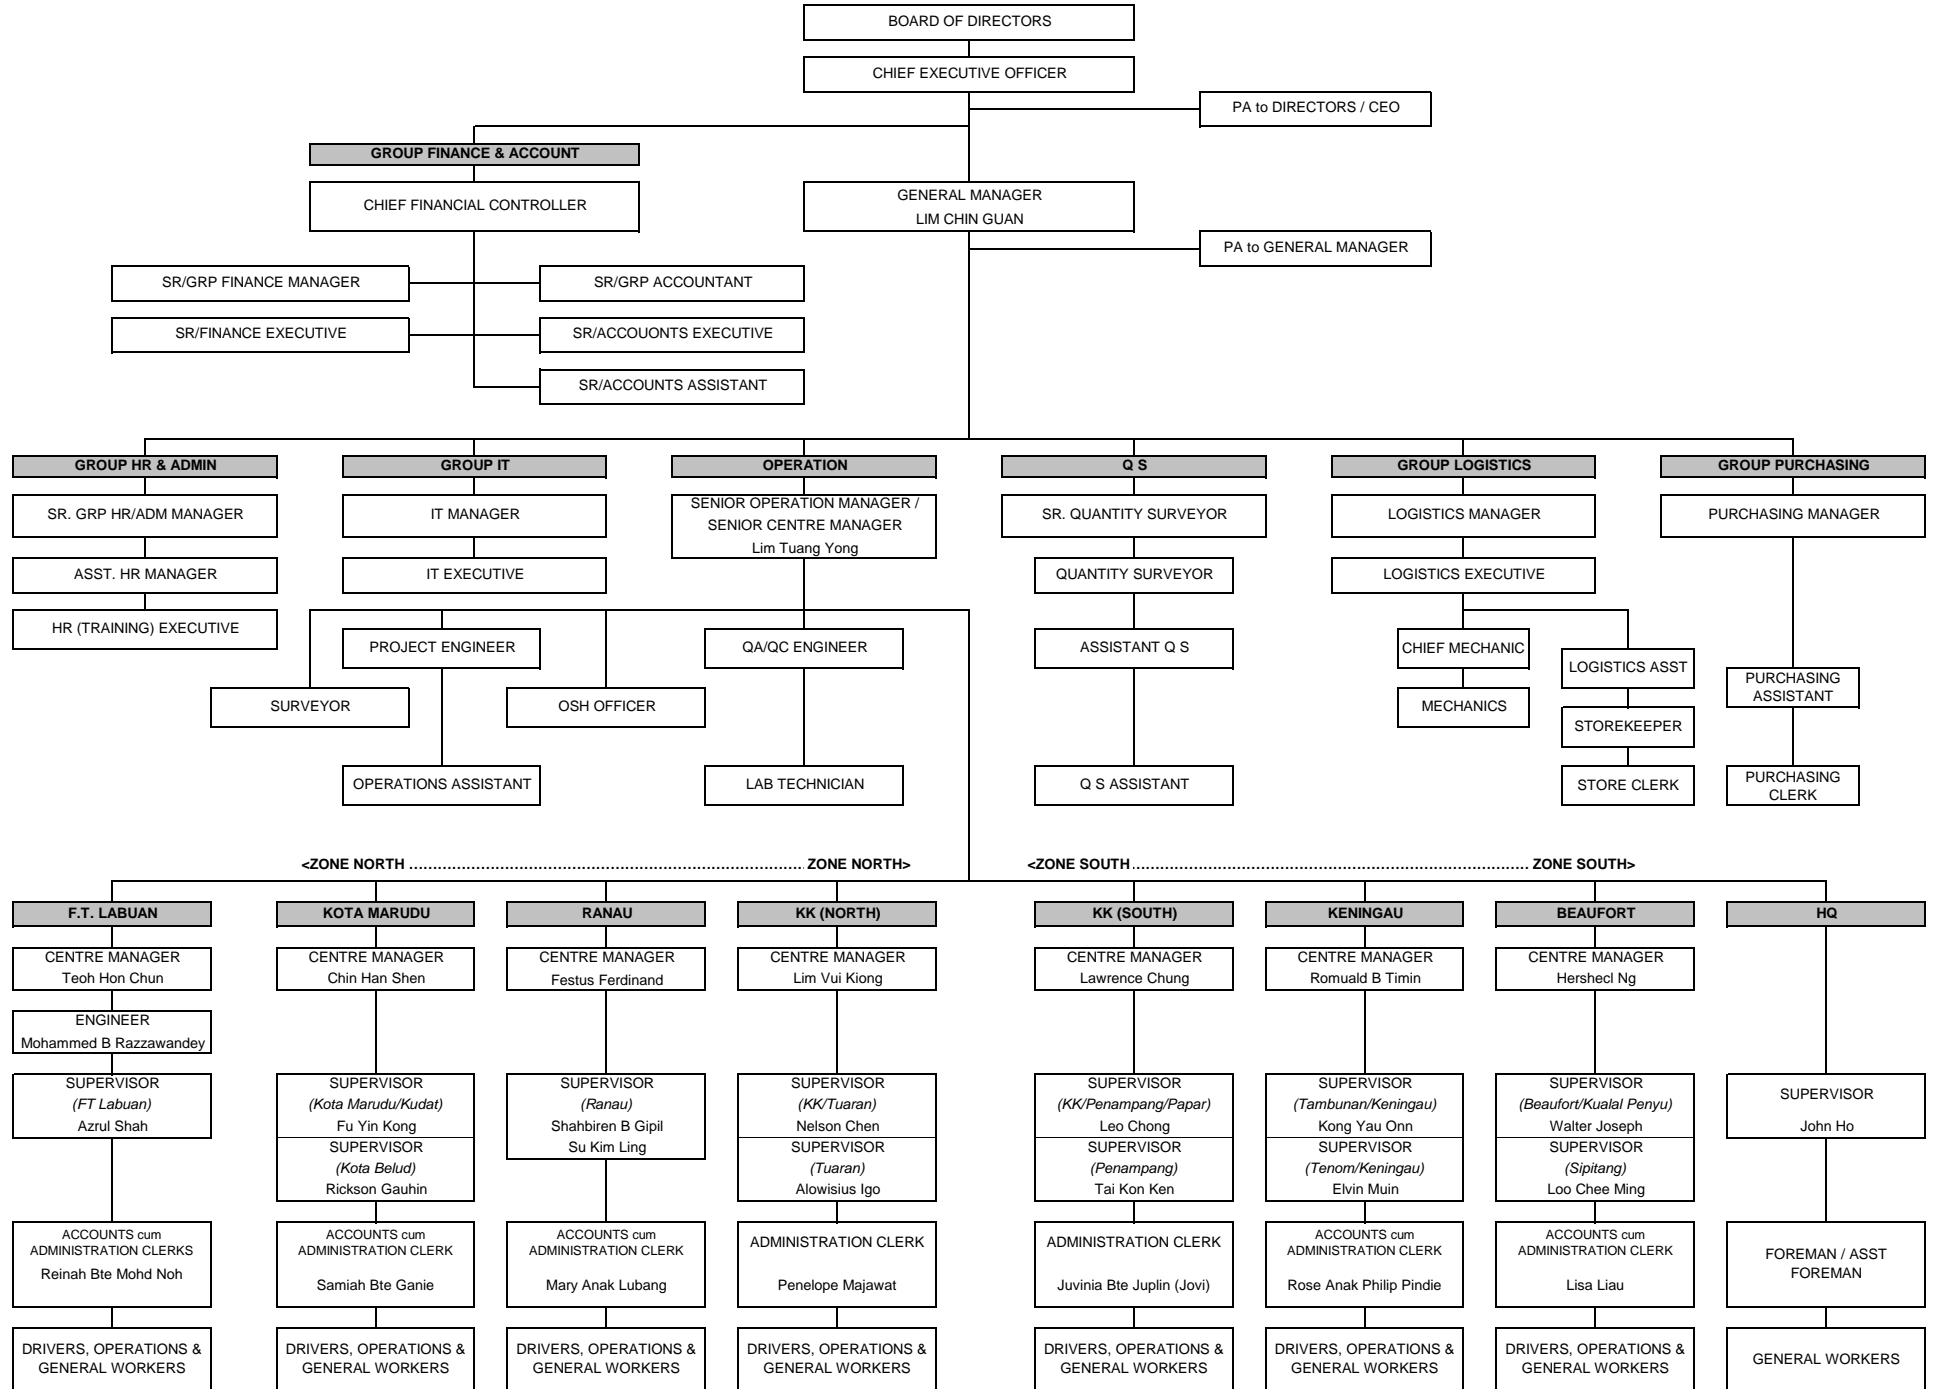 BOARD OF DIRECTORS
CHIEF EXECUTIVE OFFICER
PA to DIRECTORS / CEO
GROUP FINANCE & ACCOUNT
CHIEF FINANCIAL CONTROLLER
GENERAL MANAGER
LIM CHIN GUAN
PA to GENERAL MANAGER
SR/GRP FINANCE MANAGER
SR/GRP ACCOUNTANT
SR/FINANCE EXECUTIVE
SR/ACCOUONTS EXECUTIVE
SR/ACCOUNTS ASSISTANT
GROUP HR & ADMIN
SR. GRP HR/ADM MANAGER
ASST. HR MANAGER
HR (TRAINING) EXECUTIVE
GROUP IT
IT MANAGER
IT EXECUTIVE
OPERATION
SENIOR OPERATION MANAGER /
SENIOR CENTRE MANAGER
Lim Tuang Yong
PROJECT ENGINEER
QA/QC ENGINEER
SURVEYOR
OSH OFFICER
OPERATIONS ASSISTANT
LAB TECHNICIAN
Q S
SR. QUANTITY SURVEYOR
QUANTITY SURVEYOR
ASSISTANT Q S
Q S ASSISTANT
GROUP LOGISTICS
LOGISTICS MANAGER
LOGISTICS EXECUTIVE
CHIEF MECHANIC
MECHANICS
LOGISTICS ASST
STOREKEEPER
STORE CLERK
GROUP PURCHASING
PURCHASING MANAGER
PURCHASING
ASSISTANT
PURCHASING
CLERK
<ZONE NORTH ................................................................................... ZONE NORTH>
<ZONE SOUTH................................................................................... ZONE SOUTH>
F.T. LABUAN
CENTRE MANAGER
Teoh Hon Chun
ENGINEER
Mohammed B Razzawandey
SUPERVISOR
(FT Labuan)
Azrul Shah
ACCOUNTS cum
ADMINISTRATION CLERKS
Reinah Bte Mohd Noh
DRIVERS, OPERATIONS &
GENERAL WORKERS
KOTA MARUDU
CENTRE MANAGER
Chin Han Shen
SUPERVISOR
(Kota Marudu/Kudat)
Fu Yin Kong
SUPERVISOR
(Kota Belud)
Rickson Gauhin
ACCOUNTS cum
ADMINISTRATION CLERK
Samiah Bte Ganie
DRIVERS, OPERATIONS &
GENERAL WORKERS
RANAU
CENTRE MANAGER
Festus Ferdinand
SUPERVISOR
(Ranau)
Shahbiren B Gipil
Su Kim Ling
ACCOUNTS cum
ADMINISTRATION CLERK
Mary Anak Lubang
DRIVERS, OPERATIONS &
GENERAL WORKERS
KK (NORTH)
CENTRE MANAGER
Lim Vui Kiong
SUPERVISOR
(KK/Tuaran)
Nelson Chen
SUPERVISOR
(Tuaran)
Alowisius Igo
ADMINISTRATION CLERK
Penelope Majawat
DRIVERS, OPERATIONS &
GENERAL WORKERS
KK (SOUTH)
CENTRE MANAGER
Lawrence Chung
SUPERVISOR
(KK/Penampang/Papar)
Leo Chong
SUPERVISOR
(Penampang)
Tai Kon Ken
ADMINISTRATION CLERK
Juvinia Bte Juplin (Jovi)
DRIVERS, OPERATIONS &
GENERAL WORKERS
KENINGAU
CENTRE MANAGER
Romuald B Timin
SUPERVISOR
(Tambunan/Keningau)
Kong Yau Onn
SUPERVISOR
(Tenom/Keningau)
Elvin Muin
ACCOUNTS cum
ADMINISTRATION CLERK
Rose Anak Philip Pindie
DRIVERS, OPERATIONS &
GENERAL WORKERS
BEAUFORT
CENTRE MANAGER
Hershecl Ng
SUPERVISOR
(Beaufort/Kualal Penyu)
Walter Joseph
SUPERVISOR
(Sipitang)
Loo Chee Ming
ACCOUNTS cum
ADMINISTRATION CLERK
Lisa Liau
DRIVERS, OPERATIONS &
GENERAL WORKERS
HQ
SUPERVISOR
John Ho
FOREMAN / ASST
FOREMAN
GENERAL WORKERS